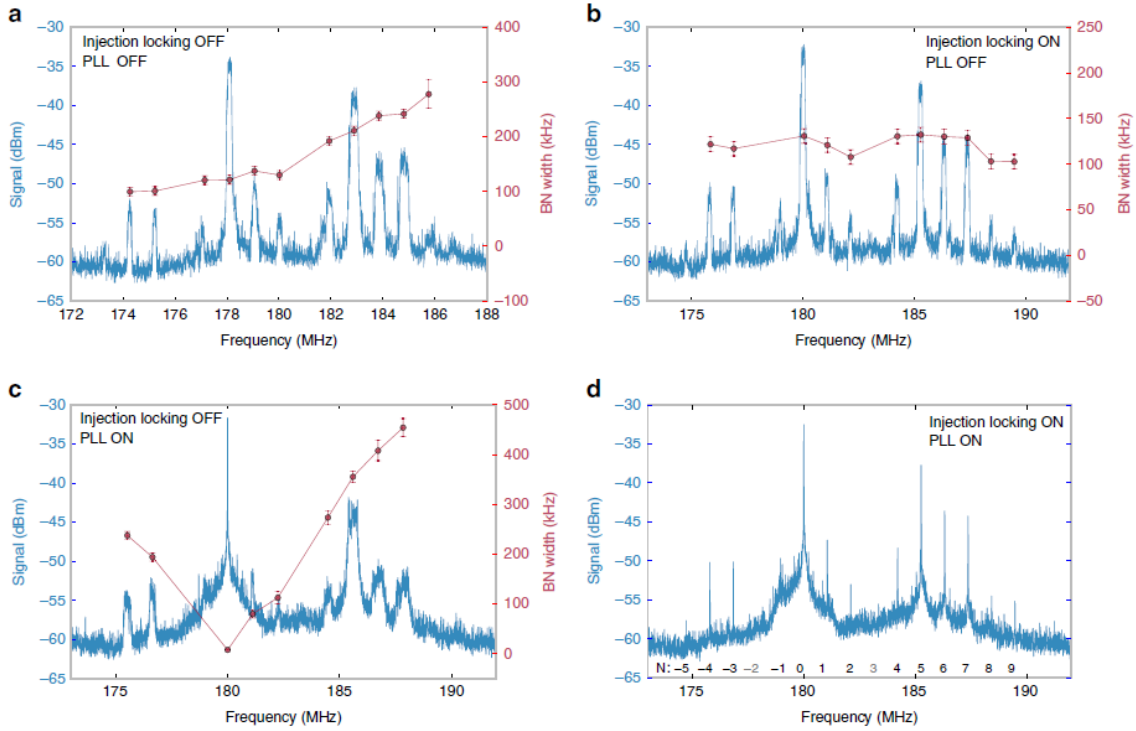 a
Injection locking OFF
PLL OFF
−30
−35
−40
−45
−50
−55
−60
−65
Signal (dBm)
400
300
200
100
0
−100
BN width (kHz)
172 174 176 178 180 182 184 186 188
Frequency (MHz)
b
Injection locking ON
PLL OFF
−30
−35
−40
−45
−50
−55
−60
−65
Signal (dBm)
250
200
150
100
50
0
−50
BN width (kHz)
175 180 185 190
Frequency (MHz)
c
Injection locking OFF
PLL ON
−30
−35
−40
−45
−50
−55
−60
−65
Signal (dBm)
500
400
300
200
100
0
BN width (kHz)
175 180 185 190
Frequency (MHz)
d
Injection locking ON
PLL ON
−30
−35
−40
−45
−50
−55
−60
−65
Signal (dBm)
N: −5 −4 −3 −2 −1 0 1 2 3 4 5 6 7 8 9
175 180 185 190
Frequency (MHz)